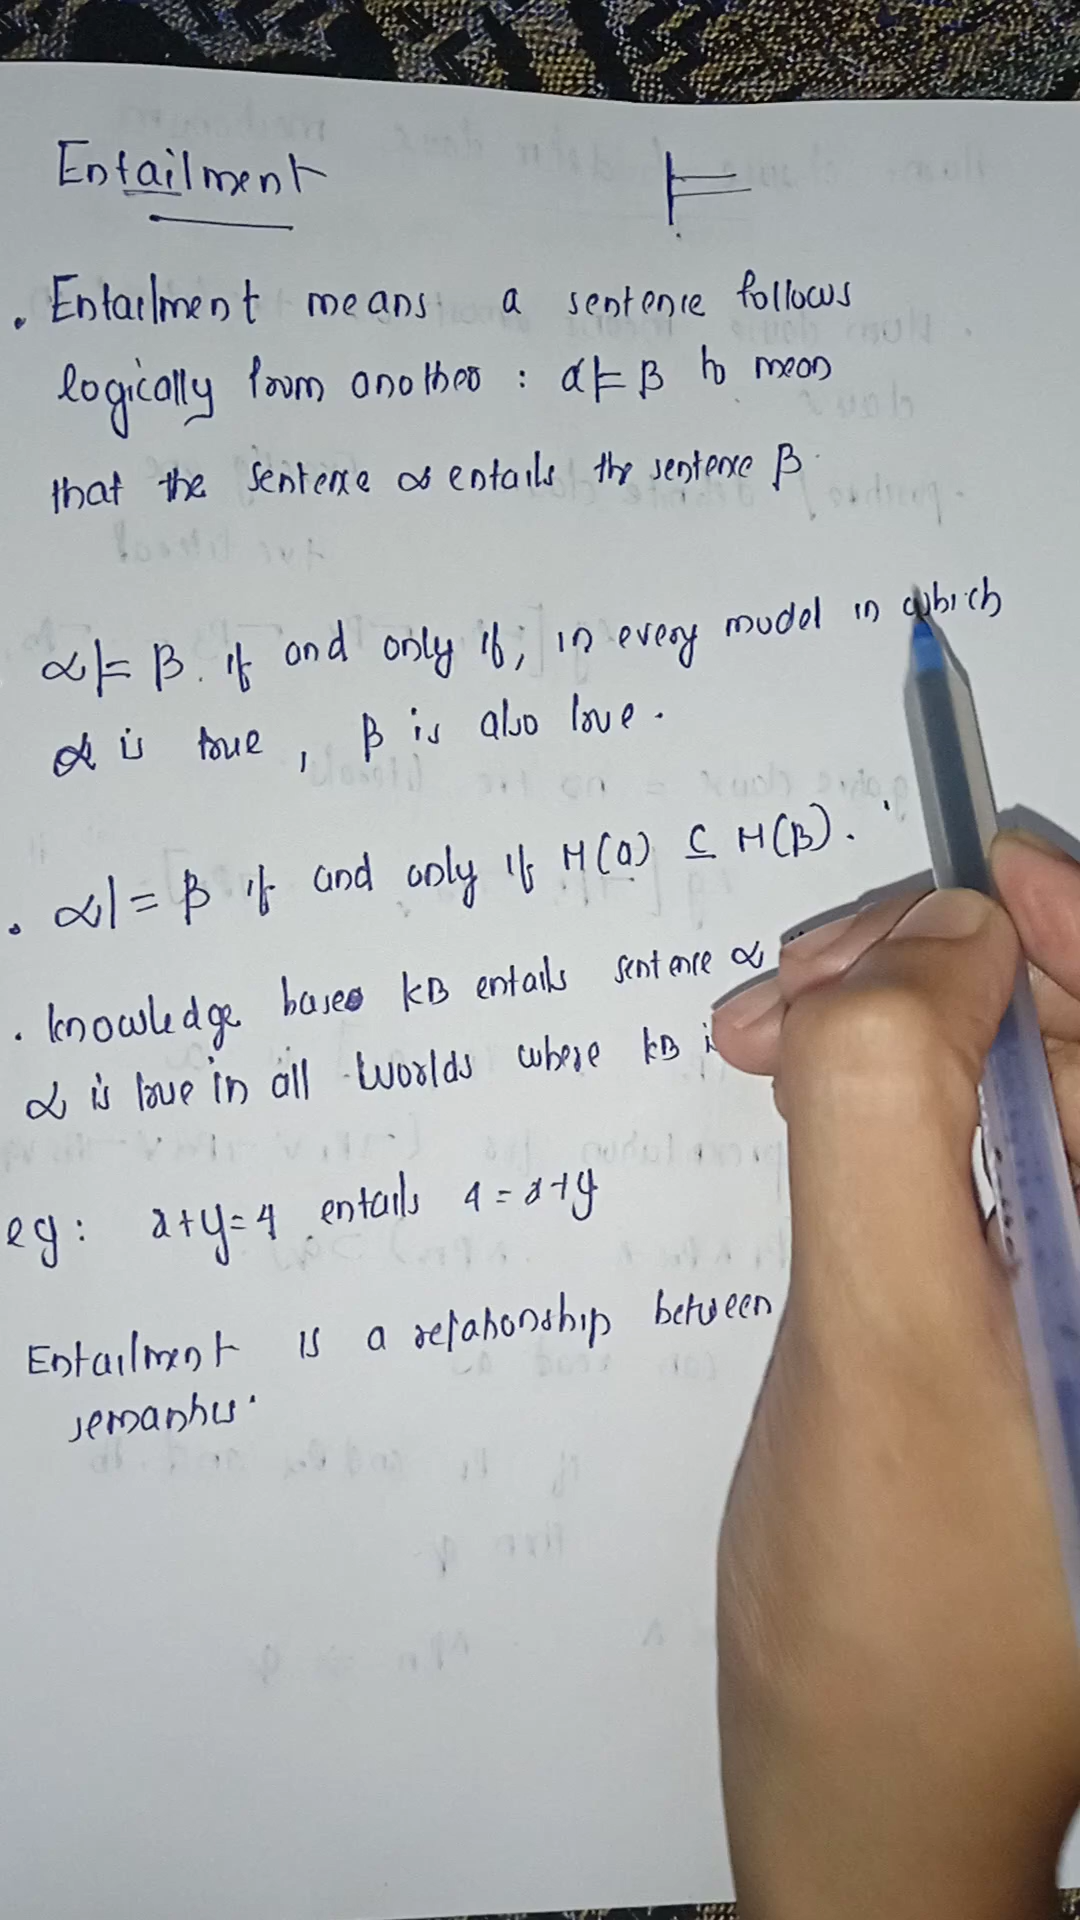 Entailment ⊨
. Entailment means a sentence follows
logically from another : α ⊨ β to mean
that the sentence α entails the sentence β
α |= β. if and only if; in every model in which
α is true, β is also true.
. α |= β if and only if M(α) ⊆ M(β).
. Knowledge bases KB entails sentence α
α is true in all Worlds where KB i
eg: x+y=4 entails 4=x+y
Entailment is a relationship between
semantics.